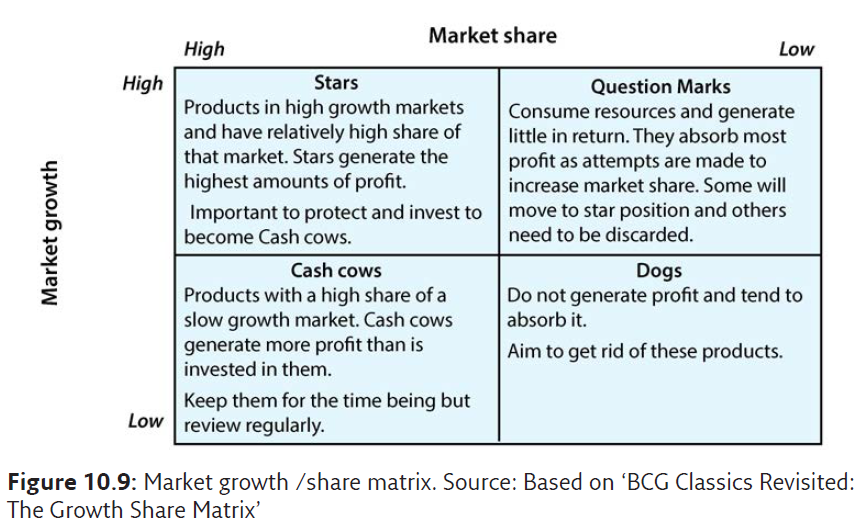 Market share
High
Low
High
Market growth
Low
Stars
Products in high growth markets
and have relatively high share of
that market. Stars generate the
highest amounts of profit.
Important to protect and invest to
become Cash cows.
Question Marks
Consume resources and generate
little in return. They absorb most
profit as attempts are made to
increase market share. Some will
move to star position and others
need to be discarded.
Cash cows
Products with a high share of a
slow growth market. Cash cows
generate more profit than is
invested in them.
Keep them for the time being but
review regularly.
Dogs
Do not generate profit and tend to
absorb it.
Aim to get rid of these products.
Figure 10.9: Market growth /share matrix. Source: Based on ‘BCG Classics Revisited:
The Growth Share Matrix’